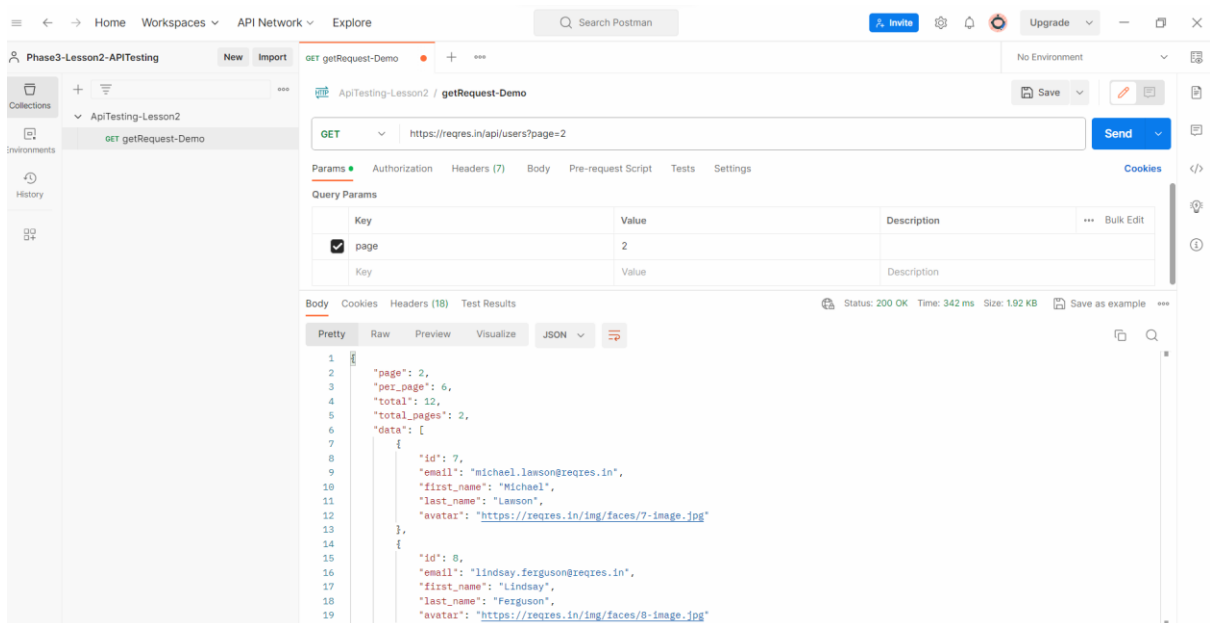 Home Workspaces API Network Explore Search Postman Invite Upgrade
Phase3-Lesson2-APITesting New Import GET getRequest-Demo No Environment
Collections
ApiTesting-Lesson2 / getRequest-Demo Save
ApiTesting-Lesson2
GET getRequest-Demo
GET https://reqres.in/api/users?page=2 Send
Environments
History
Params Authorization Headers (7) Body Pre-request Script Tests Settings Cookies
Query Params
Key Value Description Bulk Edit
page 2
Key Value Description
Body Cookies Headers (18) Test Results Status: 200 OK Time: 342 ms Size: 1.92 KB Save as example
Pretty Raw Preview Visualize JSON
1 {
2 "page": 2,
3 "per_page": 6,
4 "total": 12,
5 "total_pages": 2,
6 "data": [
7 {
8 "id": 7,
9 "email": "michael.lawson@reqres.in",
10 "first_name": "Michael",
11 "last_name": "Lawson",
12 "avatar": "https://reqres.in/img/faces/7-image.jpg"
13 },
14 {
15 "id": 8,
16 "email": "lindsay.ferguson@reqres.in",
17 "first_name": "Lindsay",
18 "last_name": "Ferguson",
19 "avatar": "https://reqres.in/img/faces/8-image.jpg"